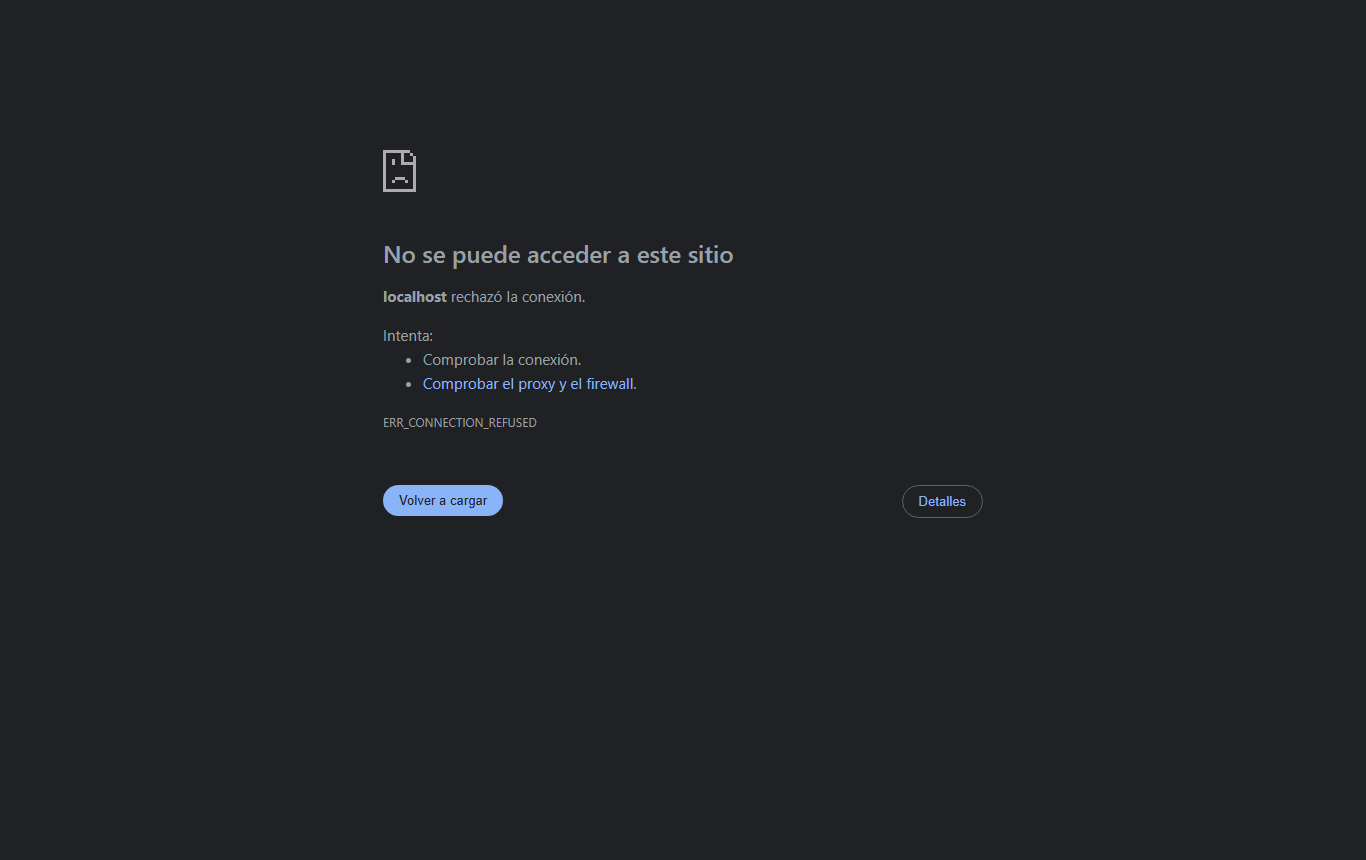 No se puede acceder a este sitio
localhost rechazó la conexión.
Intenta:
Comprobar la conexión.
Comprobar el proxy y el firewall.
ERR_CONNECTION_REFUSED
Volver a cargar
Detalles